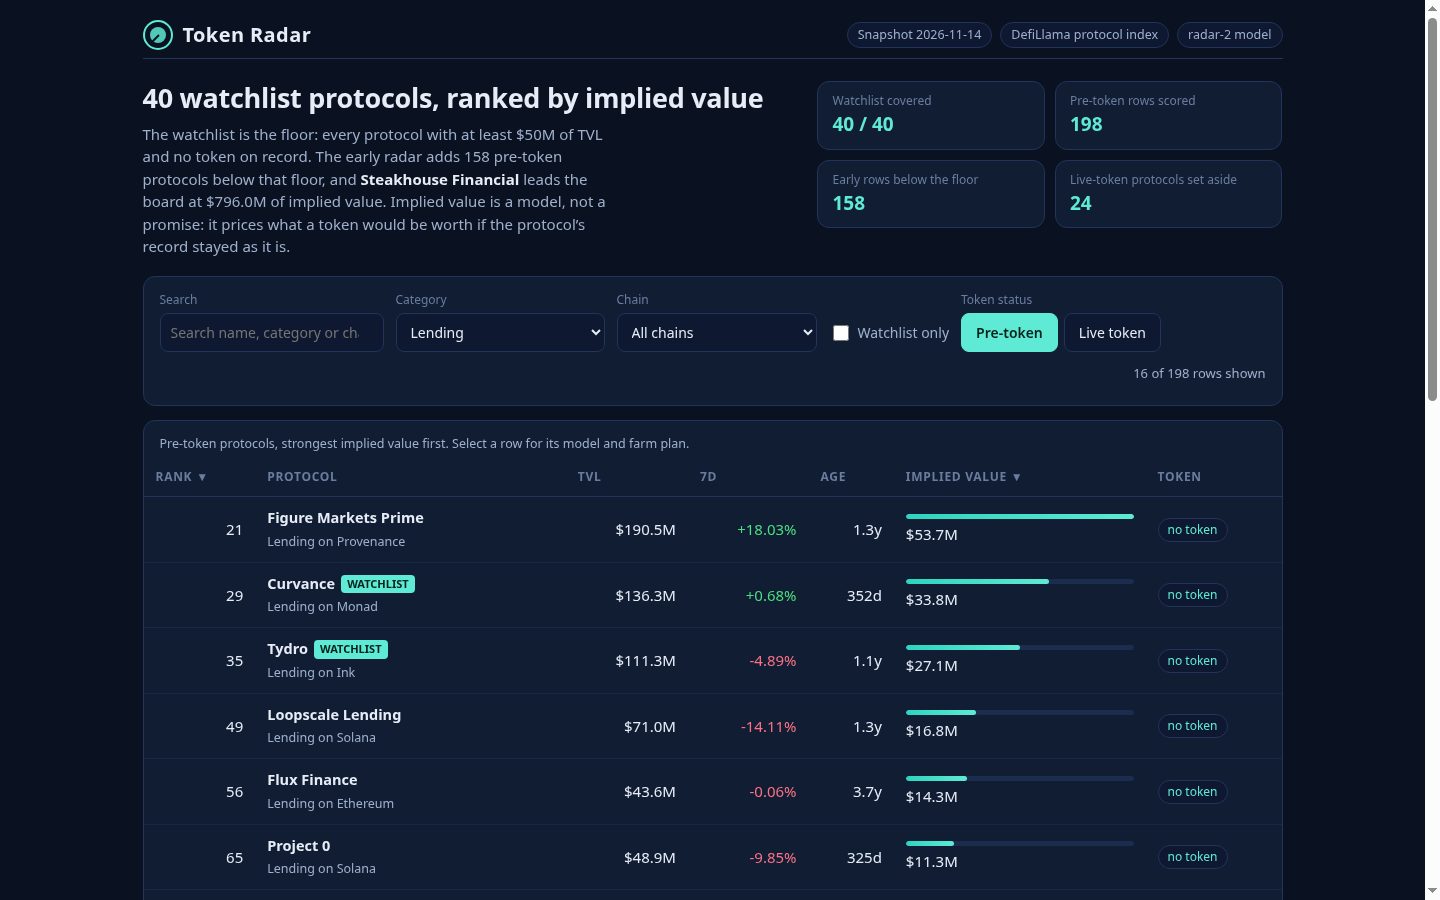 Token Radar
Snapshot 2026-11-14
DefiLlama protocol index
radar-2 model
40 watchlist protocols, ranked by implied value
The watchlist is the floor: every protocol with at least $50M of TVL
and no token on record. The early radar adds 158 pre-token
protocols below that floor, and Steakhouse Financial leads the
board at $796.0M of implied value. Implied value is a model, not a
promise: it prices what a token would be worth if the protocol’s
record stayed as it is.
Watchlist covered
40 / 40
Pre-token rows scored
198
Early rows below the floor
158
Live-token protocols set aside
24
Search
Category
Chain
Token status
Search name, category or ch
Lending
All chains
Watchlist only
Pre-token
Live token
16 of 198 rows shown
Pre-token protocols, strongest implied value first. Select a row for its model and farm plan.
RANK ▼ PROTOCOL TVL 7D AGE IMPLIED VALUE ▼ TOKEN
21 Figure Markets Prime $190.5M +18.03% 1.3y $53.7M no token
Lending on Provenance
29 Curvance WATCHLIST $136.3M +0.68% 352d $33.8M no token
Lending on Monad
35 Tydro WATCHLIST $111.3M -4.89% 1.1y $27.1M no token
Lending on Ink
49 Loopscale Lending $71.0M -14.11% 1.3y $16.8M no token
Lending on Solana
56 Flux Finance $43.6M -0.06% 3.7y $14.3M no token
Lending on Ethereum
65 Project 0 $48.9M -9.85% 325d $11.3M no token
Lending on Solana